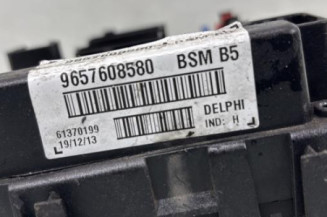 9657608580 BSM B5
61370199 DELPHI
19/12/13 IND: H